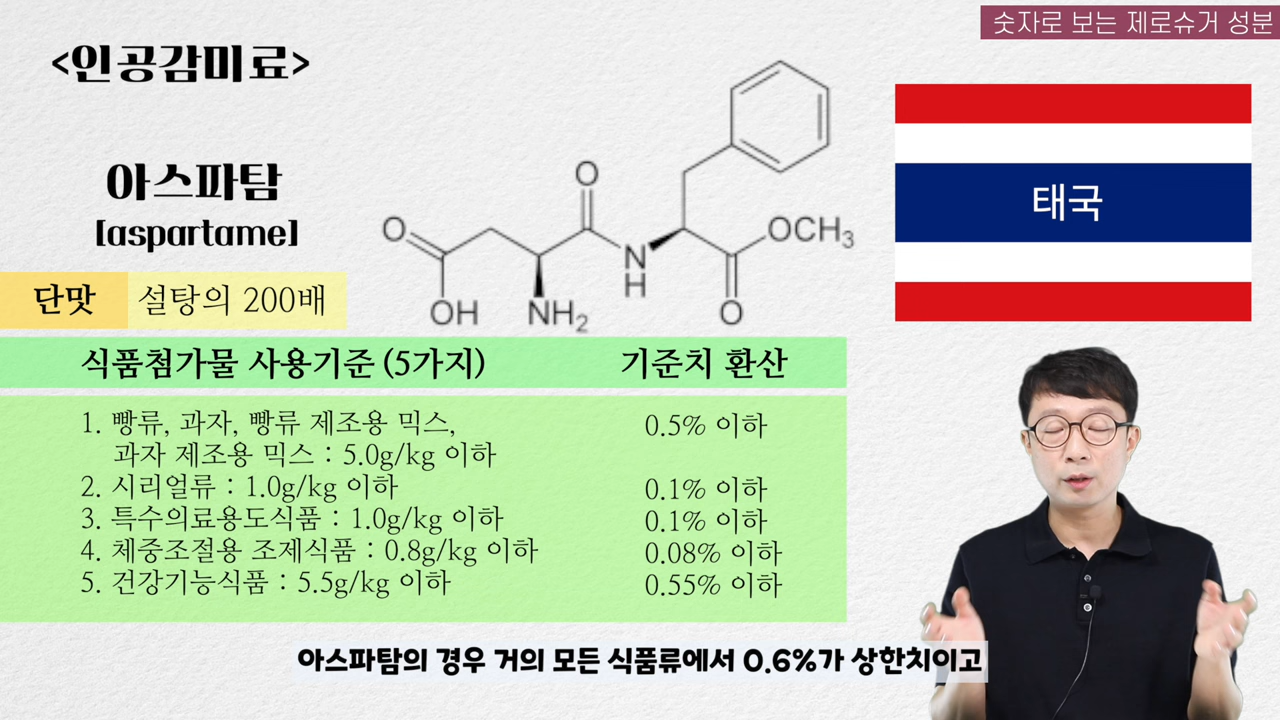 숫자로 보는 제로슈거 성분
<인공감미료>
아스파탐
[aspartame]
단맛 설탕의 200배
O
OH
NH2
O
N
H
O
OCH3
태국
식품첨가물 사용기준 (5가지) 기준치 환산
1. 빵류, 과자, 빵류 제조용 믹스,
과자 제조용 믹스 : 5.0g/kg 이하 0.5% 이하
2. 시리얼류 : 1.0g/kg 이하 0.1% 이하
3. 특수의료용도식품 : 1.0g/kg 이하 0.1% 이하
4. 체중조절용 조제식품 : 0.8g/kg 이하 0.08% 이하
5. 건강기능식품 : 5.5g/kg 이하 0.55% 이하
아스파탐의 경우 거의 모든 식품류에서 0.6%가 상한치이고